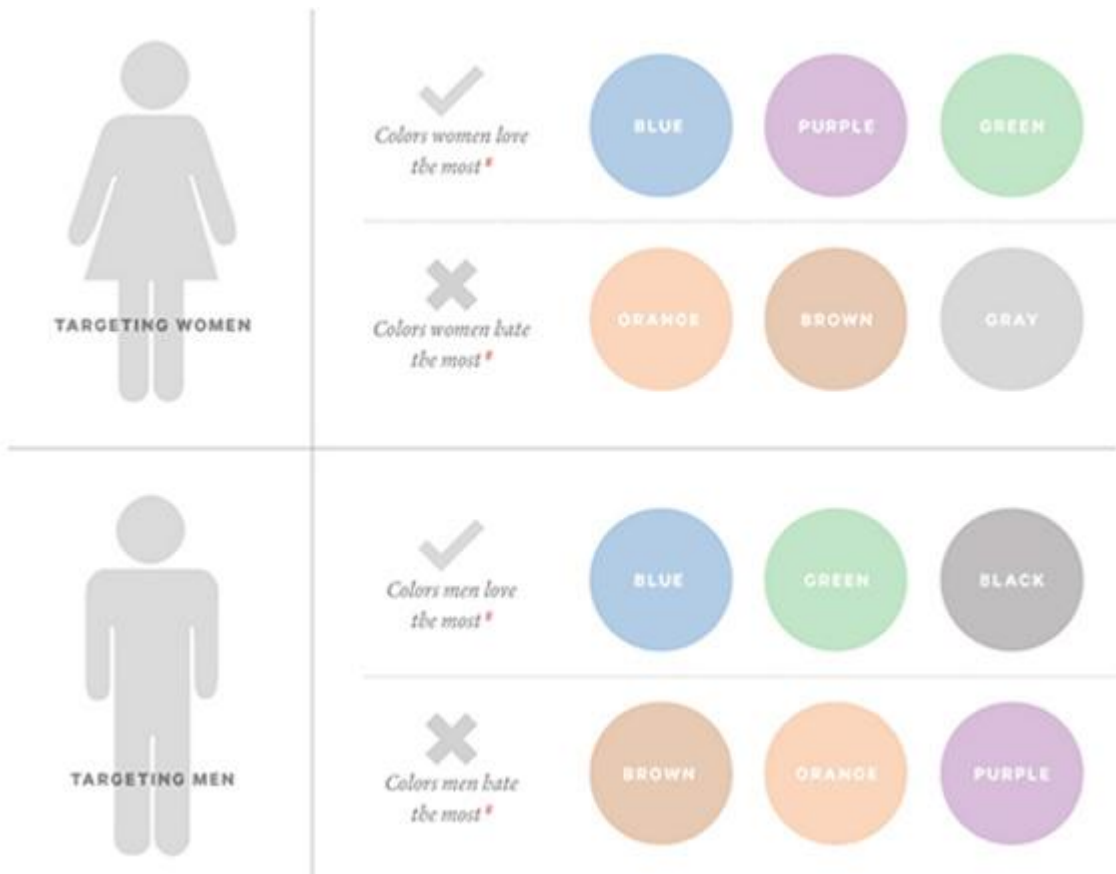 Colors women love
the most
BLUE
PURPLE
GREEN
TARGETING WOMEN
Colors women hate
the most
ORANGE
BROWN
GRAY
Colors men love
the most
BLUE
GREEN
BLACK
TARGETING MEN
Colors men hate
the most
BROWN
ORANGE
PURPLE